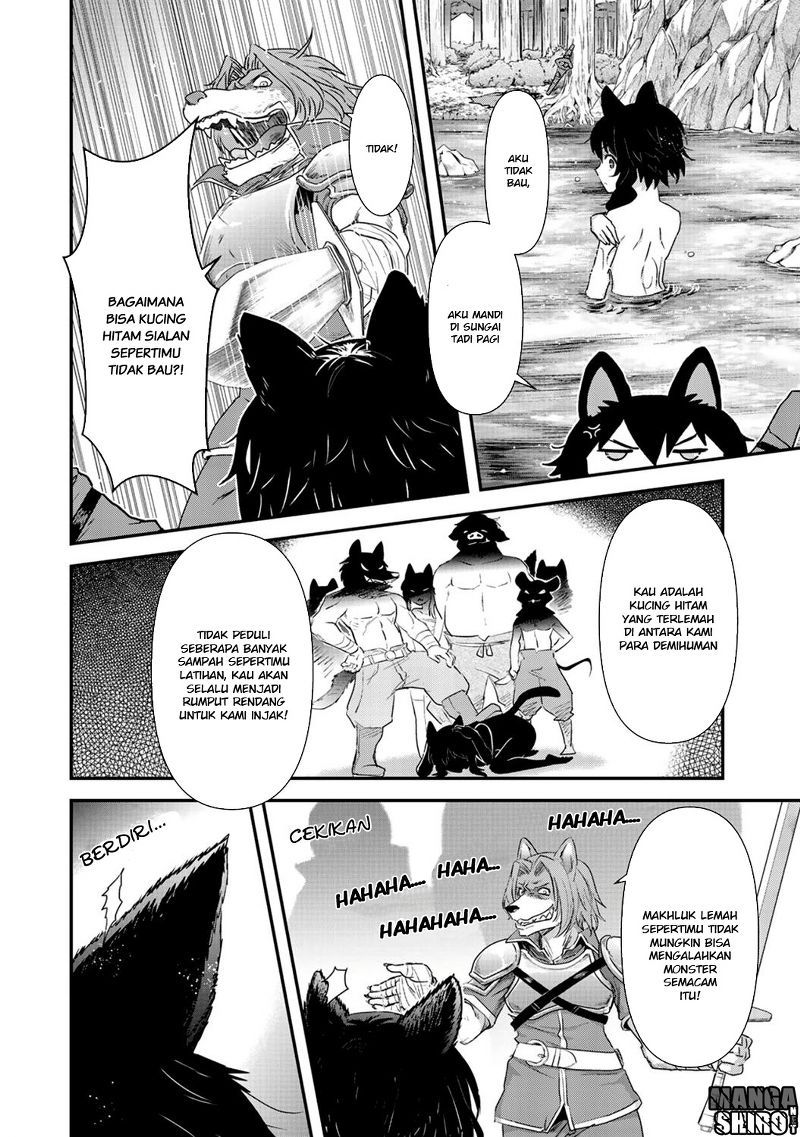 AKU
TIDAK
BAU,
AKU MANDI
DI SUNGAI
TADI PAGI
TIDAK!
BAGAIMANA
BISA KUCING
HITAM SIALAN
SEPERTIMU
TIDAK BAU?!
KAU ADALAH
KUCING HITAM
YANG TERLEMAH
DI ANTARA KAMI
PARA DEMIHUMAN
TIDAK PEDULI
SEBERAPA BANYAK
SAMPAH SEPERTIMU
LATIHAN, KAU AKAN
SELALU MENJADI
RUMPUT RENDANG
UNTUK KAMI INJAK!
MAKHLUK LEMAH
SEPERTIMU TIDAK
MUNGKIN BISA
MENGALAHKAN
MONSTER
SEMACAM
ITU!
HAHAHA....
HAHA....
HAHAHA....
HAHAHAHA....
CEKIKAN
BERDIRI...
MANGA
SHIRO!